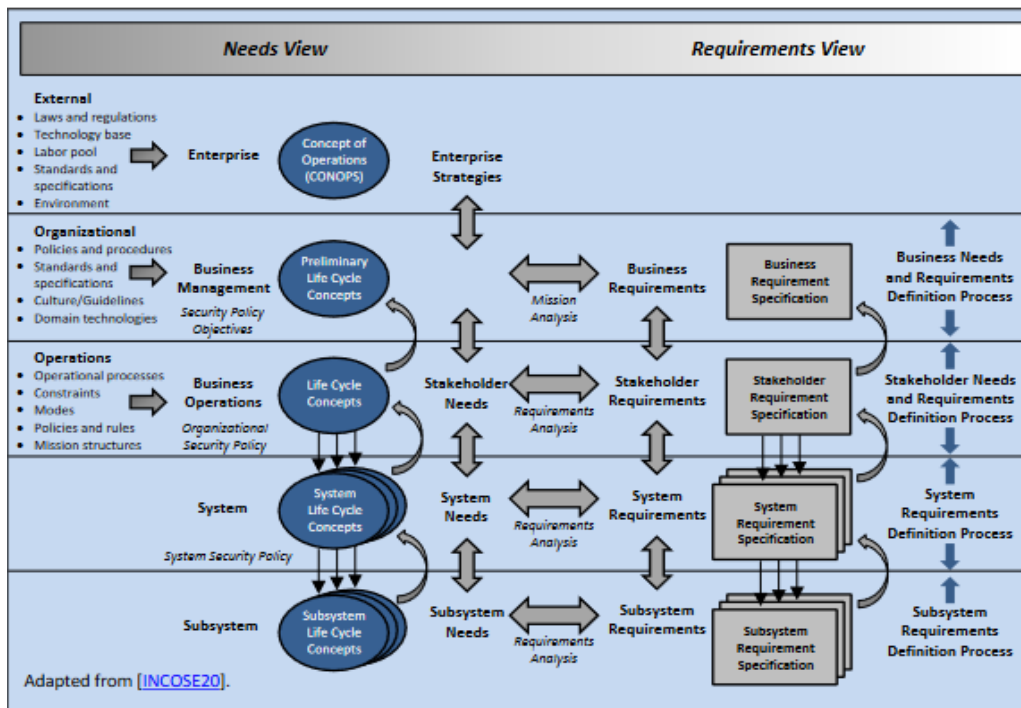 Needs View
Requirements View
External
• Laws and regulations
• Technology base
• Labor pool
• Standards and
specifications
• Environment
Enterprise
Concept of
Operations
(CONOPS)
Enterprise
Strategies
Organizational
• Policies and procedures
• Standards and
specifications
• Culture/Guidelines
• Domain technologies
Business
Management
Security Policy
Objectives
Preliminary
Life Cycle
Concepts
Mission
Analysis
Business
Requirements
Business
Requirement
Specification
Business Needs
and Requirements
Definition Process
Operations
• Operational processes
• Constraints
• Modes
• Policies and rules
• Mission structures
Business
Operations
Organizational
Security Policy
Life Cycle
Concepts
Stakeholder
Needs
Requirements
Analysis
Stakeholder
Requirements
Stakeholder
Requirement
Specification
Stakeholder Needs
and Requirements
Definition Process
System
System Security Policy
System
Life Cycle
Concepts
System
Needs
Requirements
Analysis
System
Requirements
System
Requirement
Specification
System
Requirements
Definition Process
Subsystem
Subsystem
Life Cycle
Concepts
Subsystem
Needs
Requirements
Analysis
Subsystem
Requirements
Subsystem
Requirement
Specification
Subsystem
Requirements
Definition Process
Adapted from [INCOSE20].